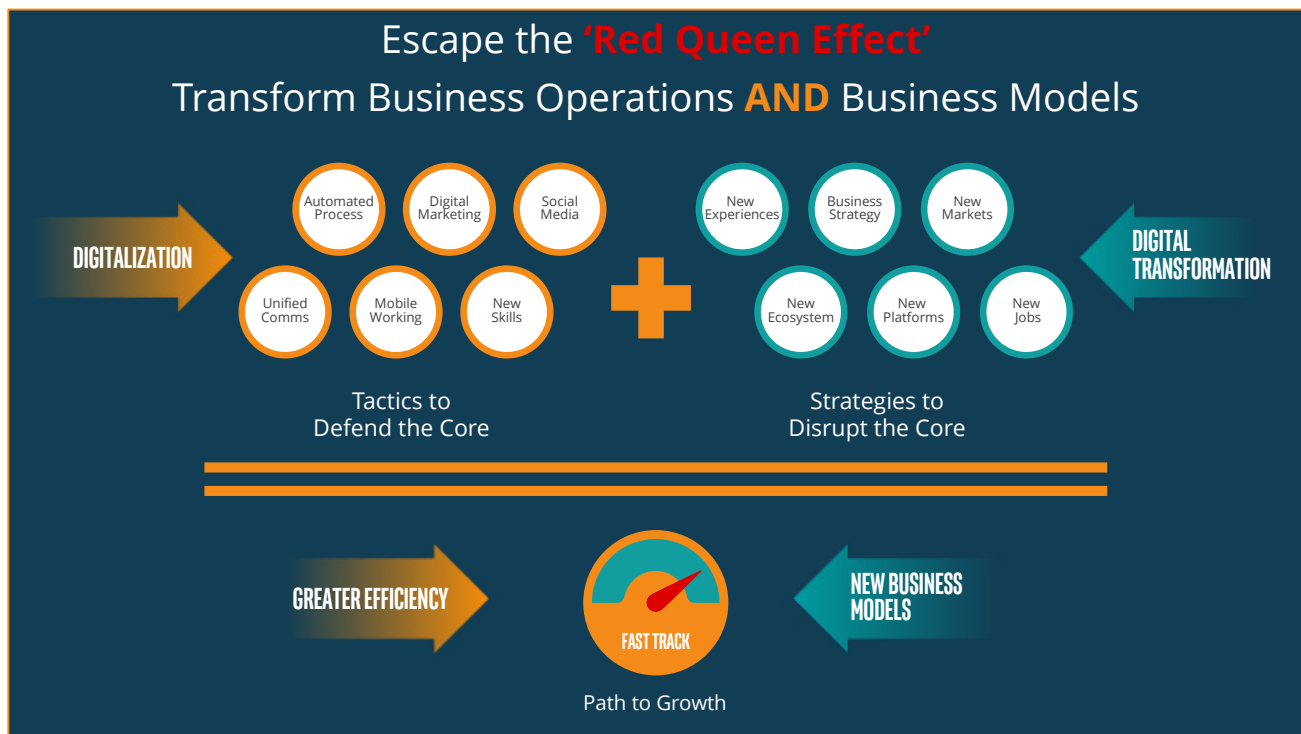 Escape the ‘Red Queen Effect’
Transform Business Operations AND Business Models
DIGITALIZATION
Automated
Process
Digital
Marketing
Social
Media
Unified
Comms
Mobile
Working
New
Skills
Tactics to
Defend the Core
New
Experiences
Business
Strategy
New
Markets
New
Ecosystem
New
Platforms
New
Jobs
Strategies to
Disrupt the Core
DIGITAL
TRANSFORMATION
GREATER EFFICIENCY
FAST TRACK
Path to Growth
NEW BUSINESS
MODELS